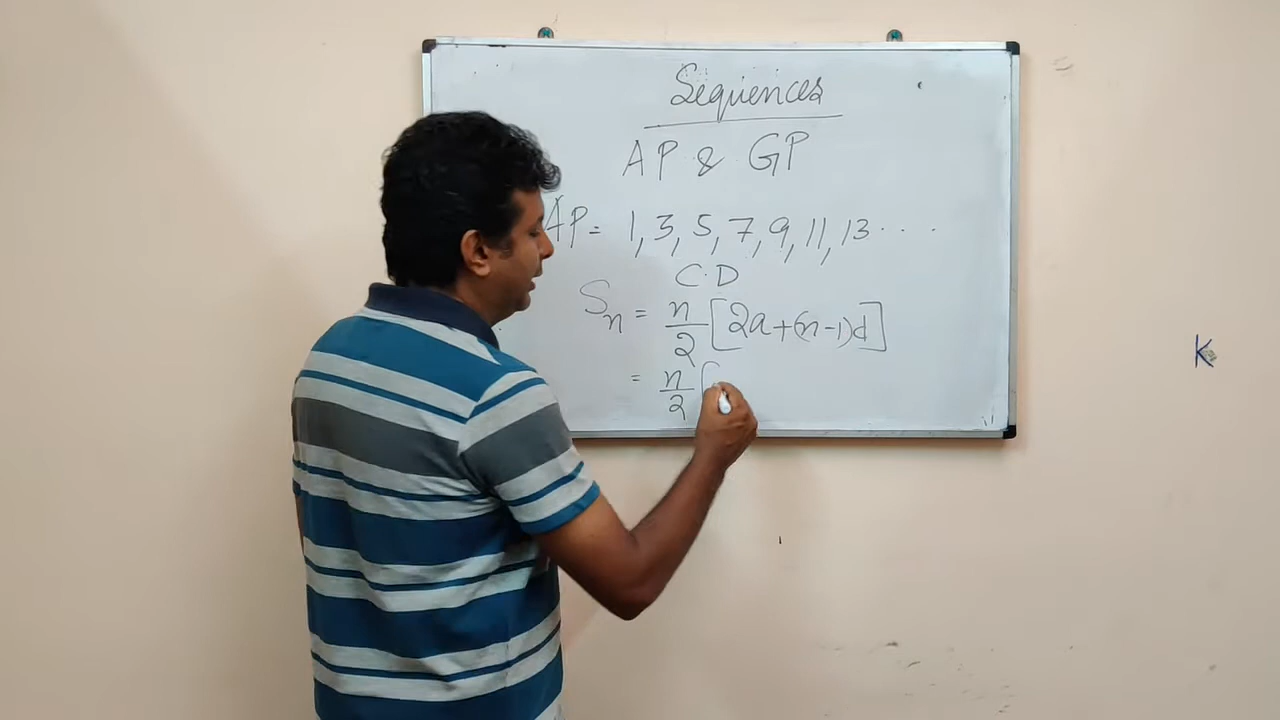 Sequences
AP & GP
AP = 1, 3, 5, 7, 9, 11, 13 ....
C.D
Sn = n/2 [2a+(n-1)d]
= n/2 [
K